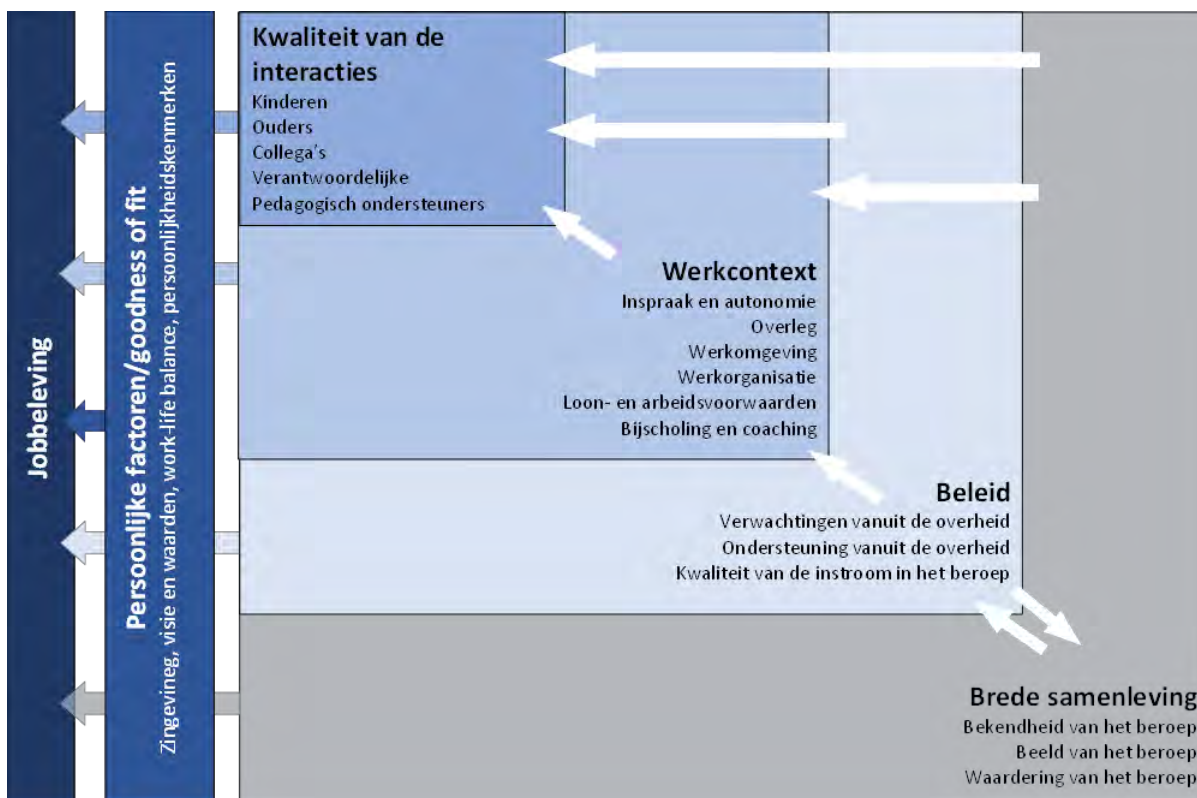 Jobbeleving
Persoonlijke factoren/goodness of fit
Zingevineg, visie en waarden, work-life balance, persoonlijkheidskenmerken
Kwaliteit van de
interacties
Kinderen
Ouders
Collega's
Verantwoordelijke
Pedagogisch ondersteuners
Werkcontext
Inspraak en autonomie
Overleg
Werkomgeving
Werkorganisatie
Loon- en arbeidsvoorwaarden
Bijscholing en coaching
Beleid
Verwachtingen vanuit de overheid
Ondersteuning vanuit de overheid
Kwaliteit van de instroom in het beroep
Brede samenleving
Bekendheid van het beroep
Beeld van het beroep
Waardering van het beroep